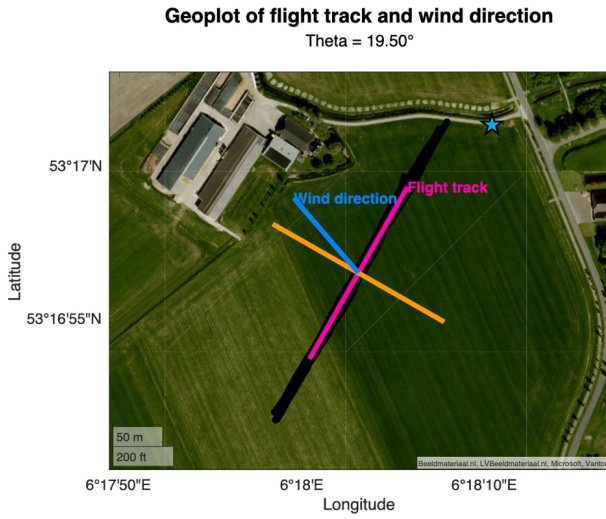 Geoplot of flight track and wind direction
Theta = 19.50°
53°17'N
Wind direction
Flight track
Latitude
53°16'55"N
50 m
200 ft
Beeldmateriaal.nl, LVBeeldmateriaal.nl, Microsoft, Vantor
6°17'50"E
6°18'E
6°18'10"E
Longitude